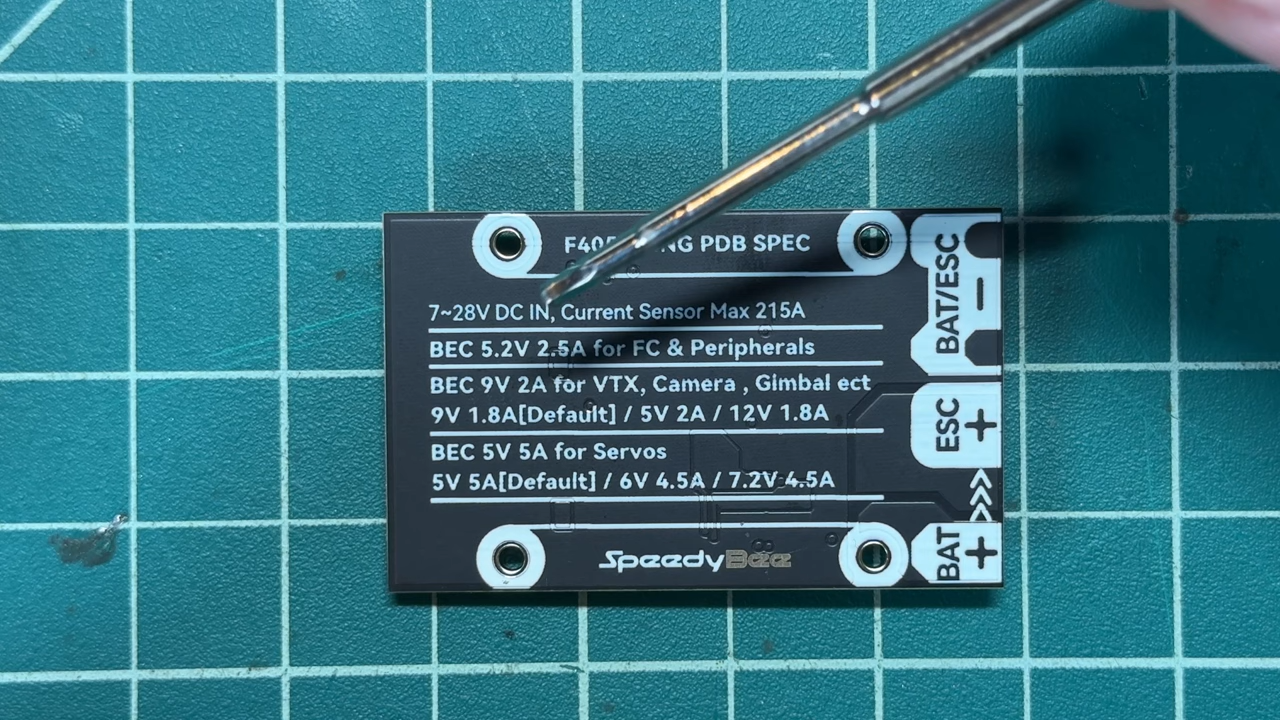 F405 NG PDB SPEC
7~28V DC IN, Current Sensor Max 215A
BEC 5.2V 2.5A for FC & Peripherals
BEC 9V 2A for VTX, Camera , Gimbal ect
9V 1.8A[Default] / 5V 2A / 12V 1.8A
BEC 5V 5A for Servos
5V 5A[Default] / 6V 4.5A / 7.2V 4.5A
SpeedyBee
BAT/ESC −
ESC +
BAT +